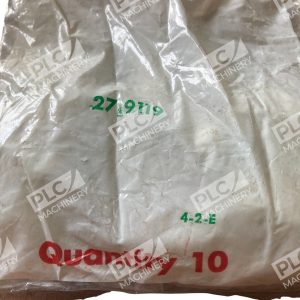 2719119
4-2-E
Quantity 10
PLC
MACHINERY